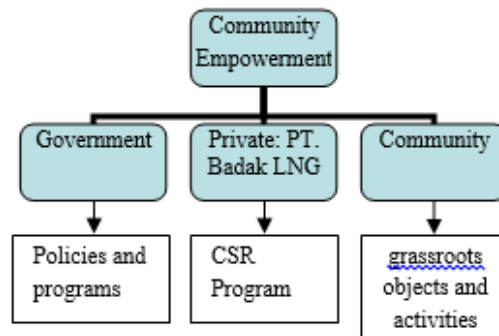 Community
Empowerment
Government
Private: PT.
Badak LNG
Community
Policies and
programs
CSR
Program
grassroots
objects and
activities